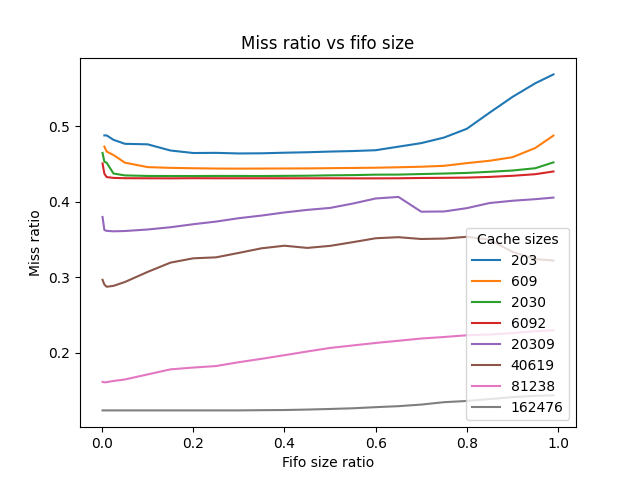 Miss ratio vs fifo size
Miss ratio
0.5
0.4
0.3
0.2
0.0 0.2 0.4 0.6 0.8 1.0
Fifo size ratio
Cache sizes
203
609
2030
6092
20309
40619
81238
162476